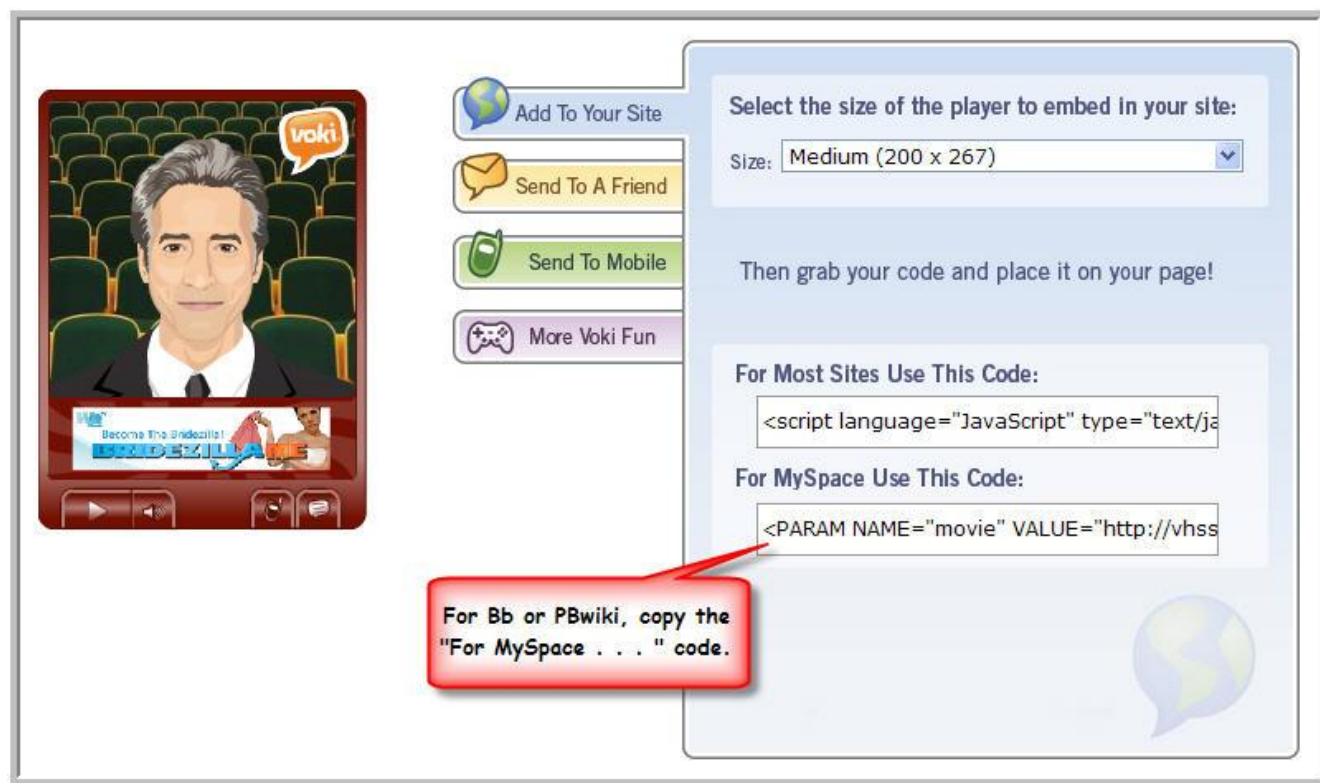 voki
We
Become The Bridezilla!
BRIDEZILLA ME
Add To Your Site
Send To A Friend
Send To Mobile
More Voki Fun
Select the size of the player to embed in your site:
Size: Medium (200 x 267)
Then grab your code and place it on your page!
For Most Sites Use This Code:
<script language="JavaScript" type="text/ja
For MySpace Use This Code:
<PARAM NAME="movie" VALUE="http://vhss
For Bb or PBwiki, copy the
"For MySpace . . . " code.